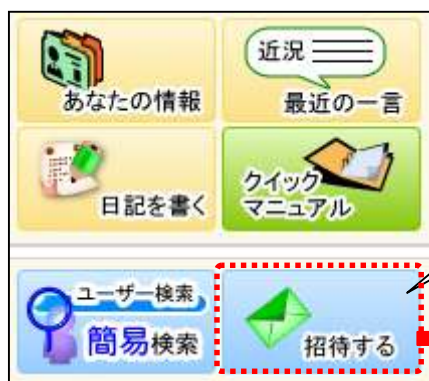 あなたの情報
近況
最近の一言
日記を書く
クイック
マニュアル
ユーザー検索
簡易検索
招待する